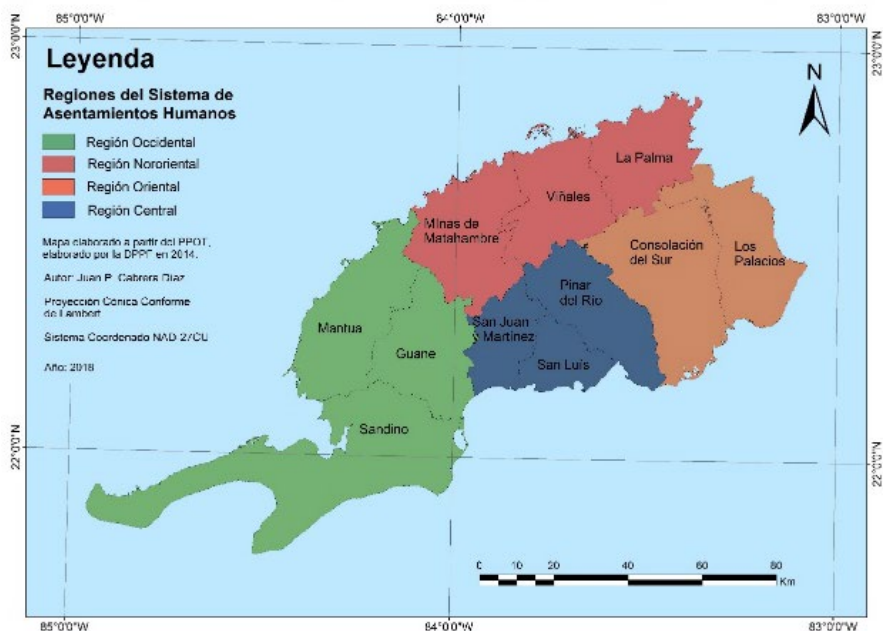 85°0'0"W
84°0'0"W
83°0'0"W
23°0'0"N
23°0'0"N
Leyenda
Regiones del Sistema de
Asentamientos Humanos
Región Occidental
Región Nororiental
Región Oriental
Región Central
Mapa elaborado a partir del PPOT,
elaborado por la DPPF en 2014.
Autor: Juan P. Cabrera Díaz
Proyección Cónica Conforme
de Lambert
Sistema Coordenado NAD 27CU
Año: 2018
N
La Palma
Viñales
Minas de
Matahambre
Consolación
del Sur
Los
Palacios
Pinar
del Río
San Juan
y Martínez
San Luís
Mantua
Guane
Sandino
22°0'0"N
22°0'0"N
0 10 20 40 60 80
Km
85°0'0"W
84°0'0"W
83°0'0"W